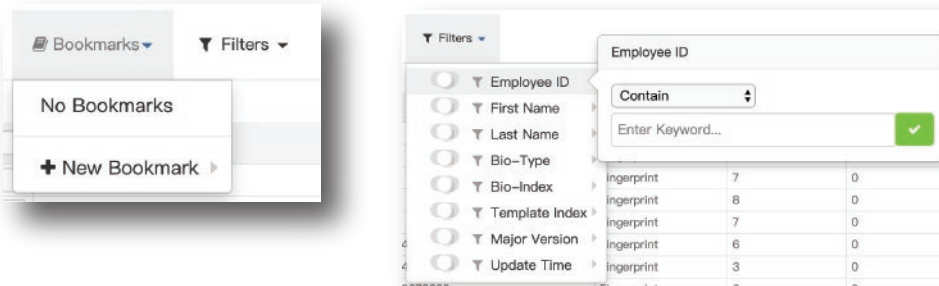 Bookmarks
Filters
No Bookmarks
New Bookmark
Filters
Employee ID
First Name
Last Name
Bio-Type
Bio-Index
Template Index
Major Version
Update Time
Employee ID
Contain
Enter Keyword...
ingerprint 7 0
ingerprint 8 0
ingerprint 7 0
ingerprint 6 0
ingerprint 3 0